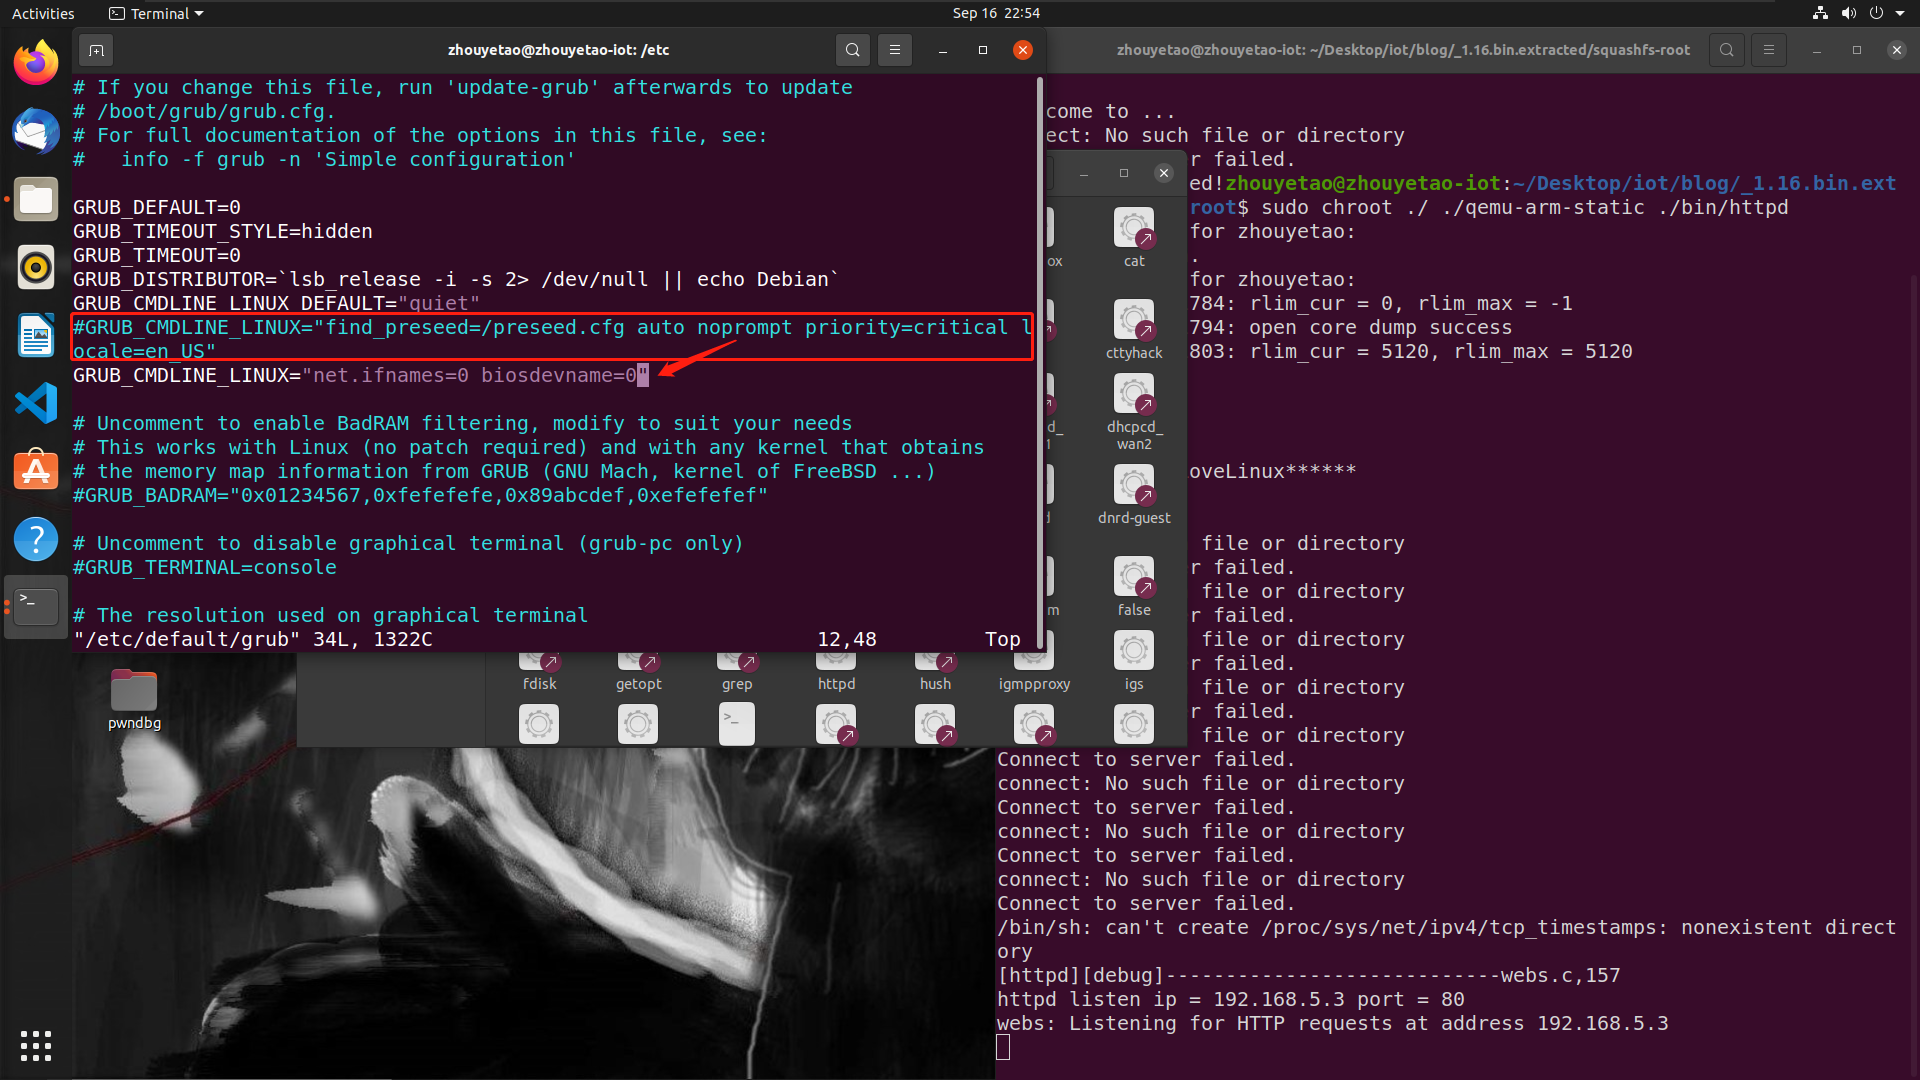 Activities
Terminal
Sep 16 22:54
zhouyetao@zhouyetao-iot: /etc
# If you change this file, run 'update-grub' afterwards to update
# /boot/grub/grub.cfg.
# For full documentation of the options in this file, see:
#   info -f grub -n 'Simple configuration'
GRUB_DEFAULT=0
GRUB_TIMEOUT_STYLE=hidden
GRUB_TIMEOUT=0
GRUB_DISTRIBUTOR=`lsb_release -i -s 2> /dev/null || echo Debian`
GRUB_CMDLINE_LINUX_DEFAULT="quiet"
#GRUB_CMDLINE_LINUX="find_preseed=/preseed.cfg auto noprompt priority=critical l
ocale=en_US"
GRUB_CMDLINE_LINUX="net.ifnames=0 biosdevname=0"
# Uncomment to enable BadRAM filtering, modify to suit your needs
# This works with Linux (no patch required) and with any kernel that obtains
# the memory map information from GRUB (GNU Mach, kernel of FreeBSD ...)
#GRUB_BADRAM="0x01234567,0xfefefefe,0x89abcdef,0xefefefef"
# Uncomment to disable graphical terminal (grub-pc only)
#GRUB_TERMINAL=console
# The resolution used on graphical terminal
"/etc/default/grub" 34L, 1322C
12,48
Top
zhouyetao@zhouyetao-iot: ~/Desktop/iot/blog/_1.16.bin.extracted/squashfs-root
come to ...
ect: No such file or directory
r failed.
ed!zhouyetao@zhouyetao-iot:~/Desktop/iot/blog/_1.16.bin.ext
root$ sudo chroot ./ ./qemu-arm-static ./bin/httpd
for zhouyetao:
.
for zhouyetao:
784: rlim_cur = 0, rlim_max = -1
794: open core dump success
803: rlim_cur = 5120, rlim_max = 5120
oveLinux******
file or directory
r failed.
file or directory
r failed.
file or directory
r failed.
file or directory
r failed.
file or directory
Connect to server failed.
connect: No such file or directory
Connect to server failed.
connect: No such file or directory
Connect to server failed.
connect: No such file or directory
Connect to server failed.
/bin/sh: can't create /proc/sys/net/ipv4/tcp_timestamps: nonexistent direct
ory
[httpd][debug]----------------------------webs.c,157
httpd listen ip = 192.168.5.3 port = 80
webs: Listening for HTTP requests at address 192.168.5.3
ox
cat
cttyhack
d_
1
dhcpcd_
wan2
d
dnrd-guest
m
false
fdisk
getopt
grep
httpd
hush
igmpproxy
igs
pwndbg